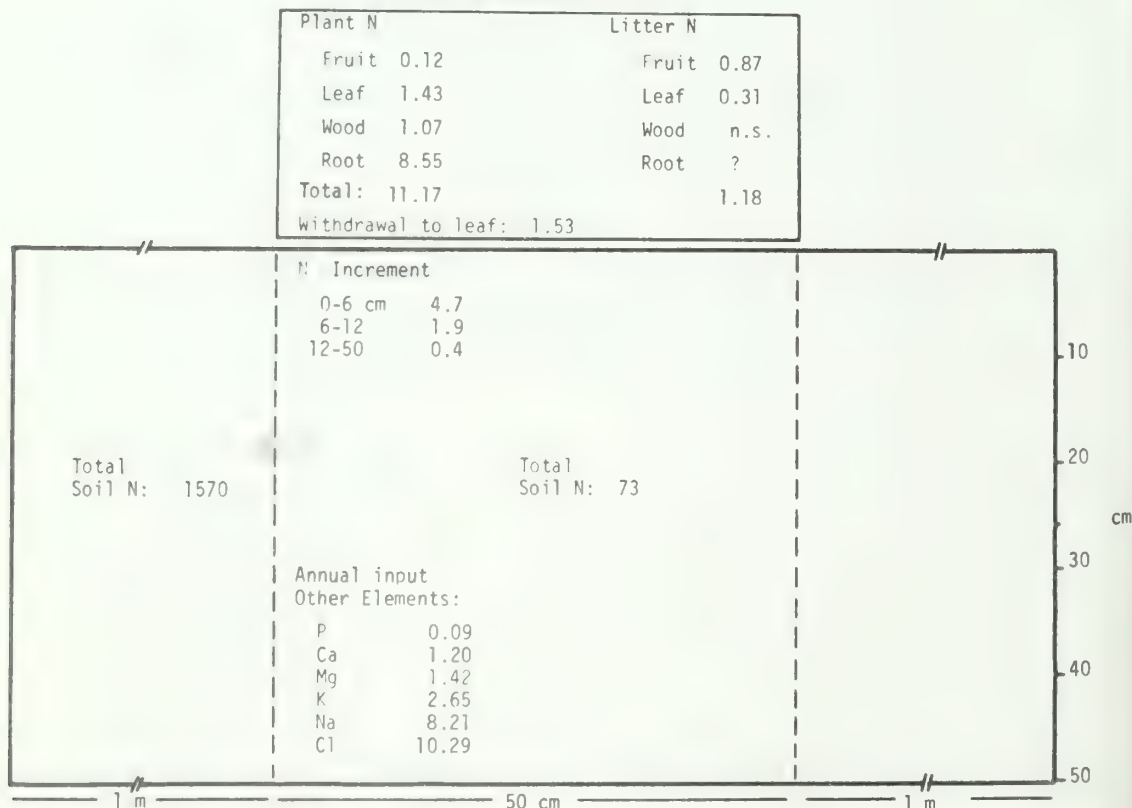 Plant N Litter N
Fruit 0.12 Fruit 0.87
Leaf 1.43 Leaf 0.31
Wood 1.07 Wood n.s.
Root 8.55 Root ?
Total: 11.17 1.18
Withdrawal to leaf: 1.53
N Increment
0-6 cm 4.7
6-12 1.9
12-50 0.4
10
Total Total 20
Soil N: 1570 Soil N: 73
cm
30
Annual input
Other Elements:
P 0.09
Ca 1.20
Mg 1.42 40
K 2.65
Na 8.21
Cl 10.29
50
1 m 50 cm 1 m